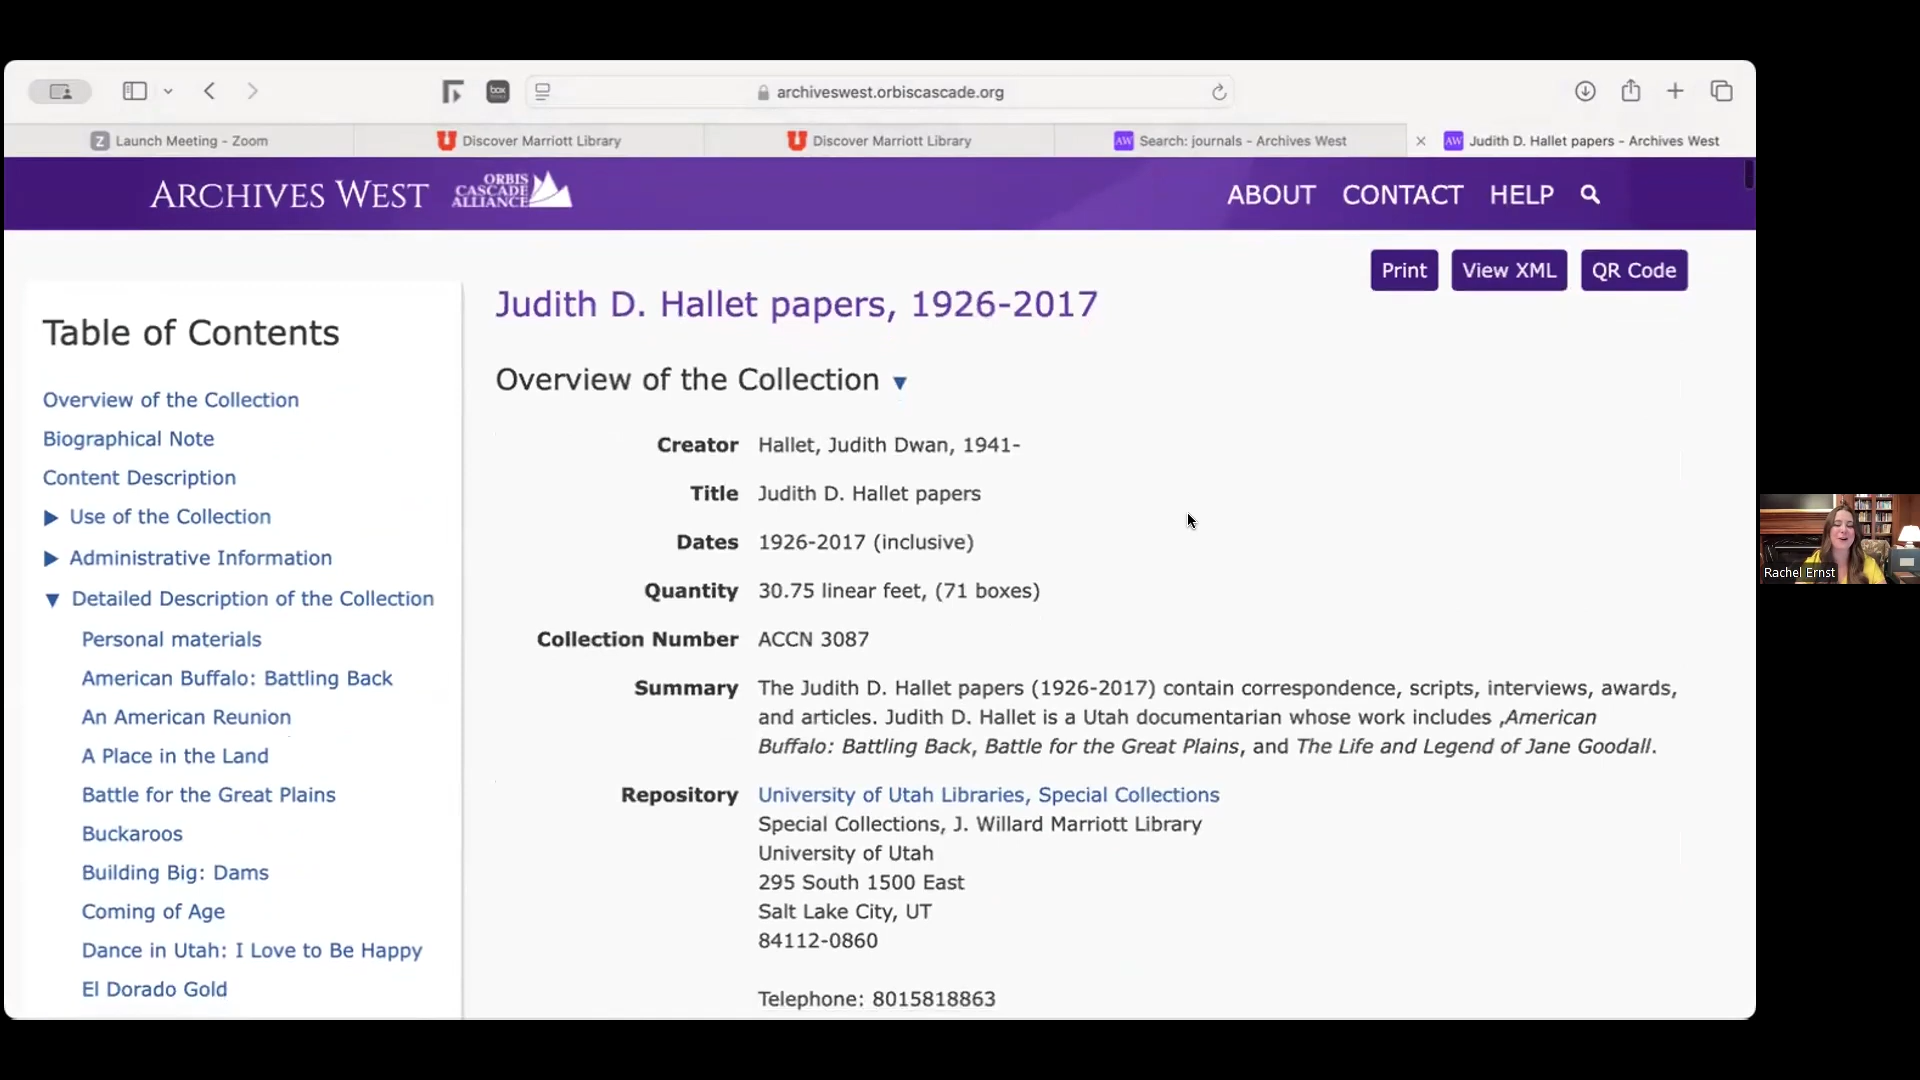 box
archiveswest.orbiscascade.org
Z Launch Meeting - Zoom
Discover Marriott Library
Discover Marriott Library
AW Search: journals - Archives West
AW Judith D. Hallet papers - Archives West
ARCHIVES WEST
ORBIS
CASCADE
ALLIANCE
ABOUT CONTACT HELP
Print View XML QR Code
Table of Contents
Overview of the Collection
Biographical Note
Content Description
▶ Use of the Collection
▶ Administrative Information
▼ Detailed Description of the Collection
Personal materials
American Buffalo: Battling Back
An American Reunion
A Place in the Land
Battle for the Great Plains
Buckaroos
Building Big: Dams
Coming of Age
Dance in Utah: I Love to Be Happy
El Dorado Gold
Judith D. Hallet papers, 1926-2017
Overview of the Collection ▼
Creator Hallet, Judith Dwan, 1941-
Title Judith D. Hallet papers
Dates 1926-2017 (inclusive)
Quantity 30.75 linear feet, (71 boxes)
Collection Number ACCN 3087
Summary The Judith D. Hallet papers (1926-2017) contain correspondence, scripts, interviews, awards,
and articles. Judith D. Hallet is a Utah documentarian whose work includes ,American
Buffalo: Battling Back, Battle for the Great Plains, and The Life and Legend of Jane Goodall.
Repository University of Utah Libraries, Special Collections
Special Collections, J. Willard Marriott Library
University of Utah
295 South 1500 East
Salt Lake City, UT
84112-0860
Telephone: 8015818863
Rachel Ernst